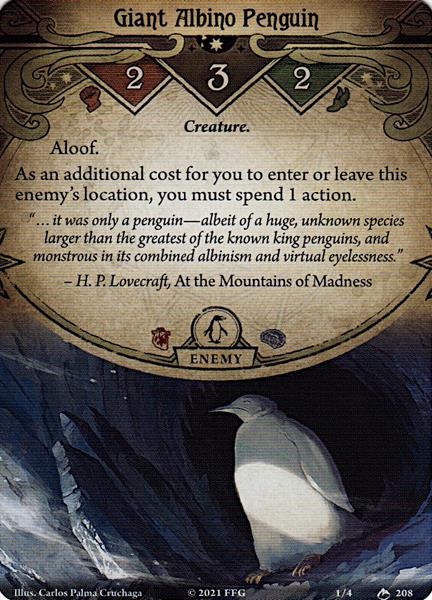 Giant Albino Penguin
2 3 2
Creature.
Aloof.
As an additional cost for you to enter or leave this
enemy's location, you must spend 1 action.
“…it was only a penguin—albeit of a huge, unknown species
larger than the greatest of the known king penguins, and
monstrous in its combined albinism and virtual eyelessness.”
– H. P. Lovecraft, At the Mountains of Madness
ENEMY
Illus. Carlos Palma Cruchaga © 2021 FFG 1/4 208